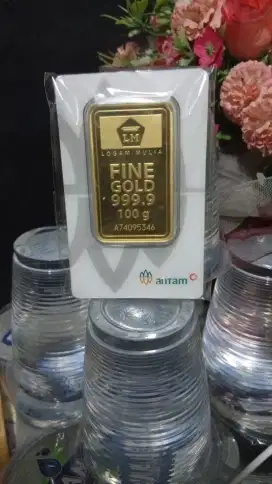 LM
LOGAM MULIA
FINE
GOLD
999.9
100 g
A74095346
antam